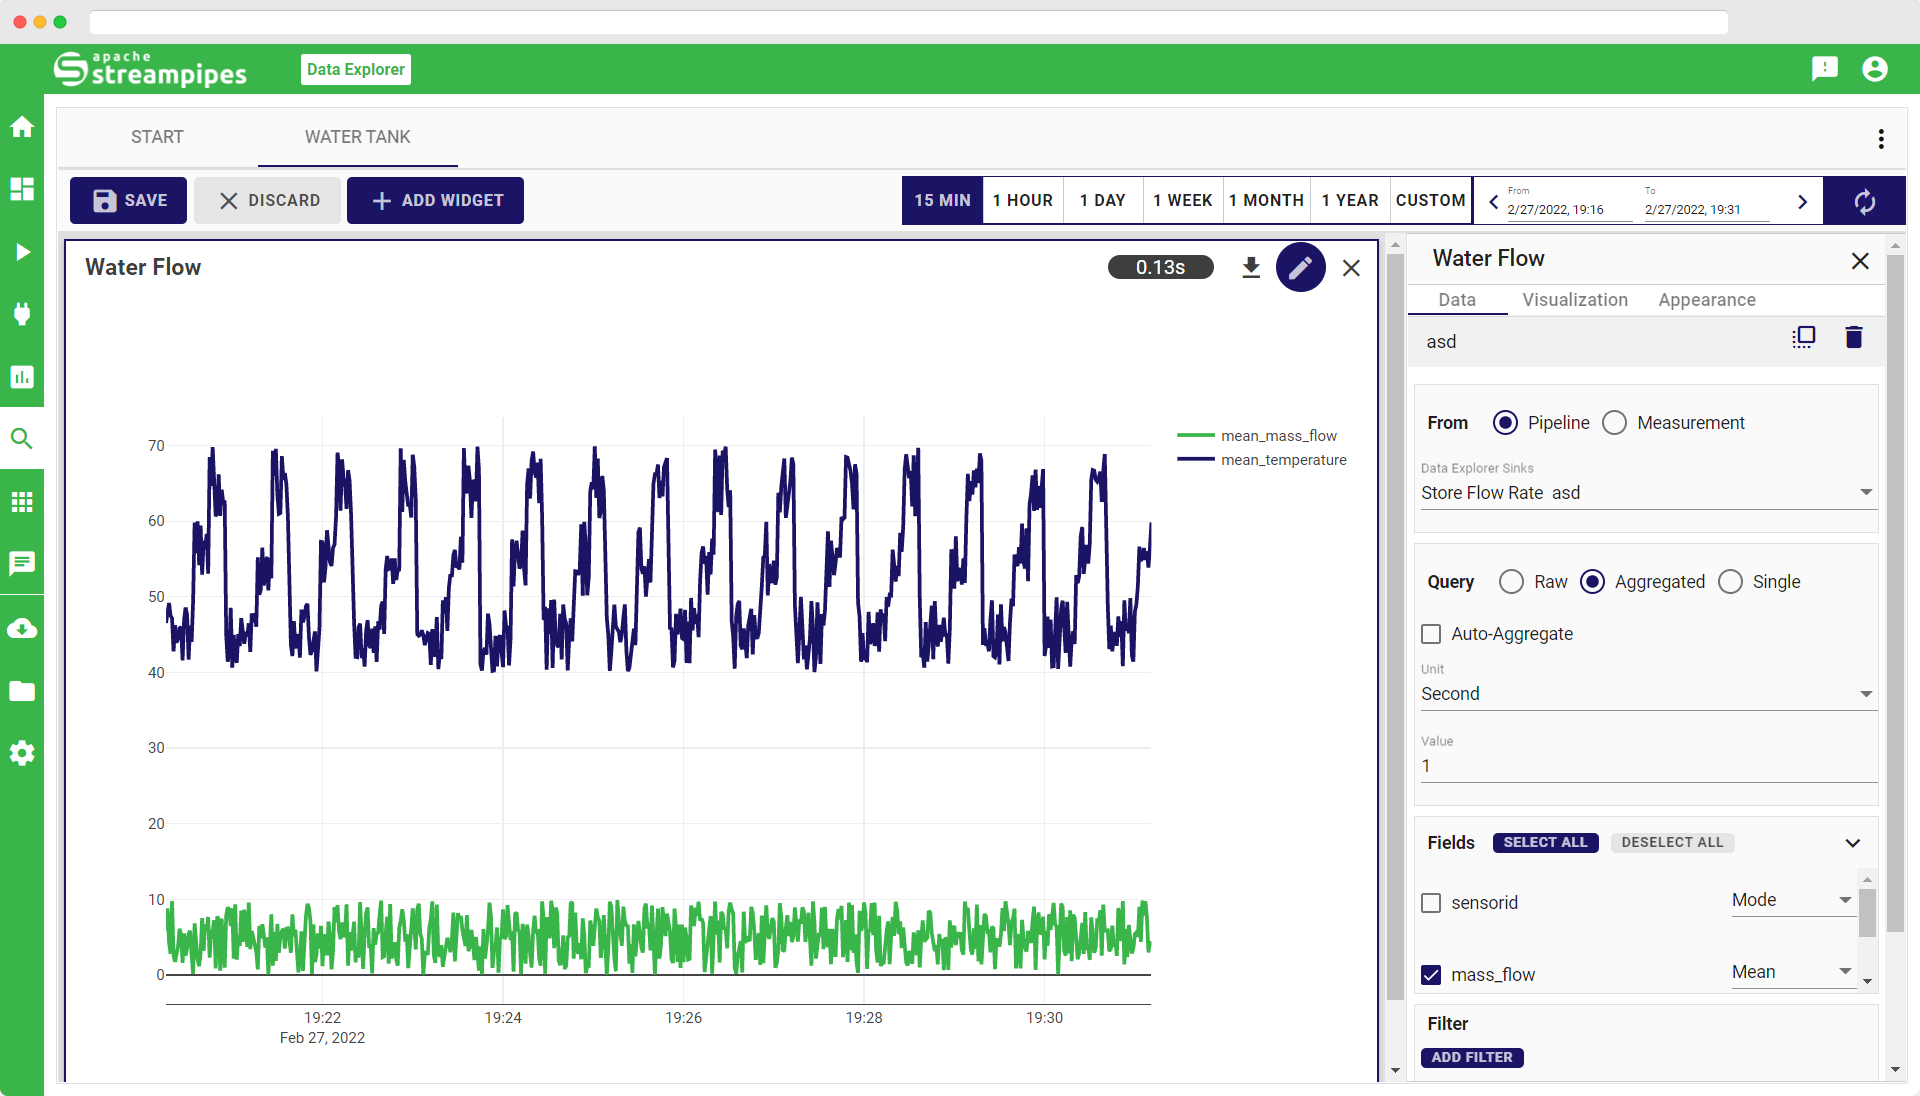 apache
streampipes
Data Explorer
START
WATER TANK
SAVE
DISCARD
ADD WIDGET
15 MIN
1 HOUR
1 DAY
1 WEEK
1 MONTH
1 YEAR
CUSTOM
From
2/27/2022, 19:16
To
2/27/2022, 19:31
Water Flow
0.13s
70
60
50
40
30
20
10
0
19:22
Feb 27, 2022
19:24
19:26
19:28
19:30
mean_mass_flow
mean_temperature
Water Flow
Data
Visualization
Appearance
asd
From
Pipeline
Measurement
Data Explorer Sinks
Store Flow Rate asd
Query
Raw
Aggregated
Single
Auto-Aggregate
Unit
Second
Value
1
Fields
SELECT ALL
DESELECT ALL
sensorid
Mode
mass_flow
Mean
Filter
ADD FILTER